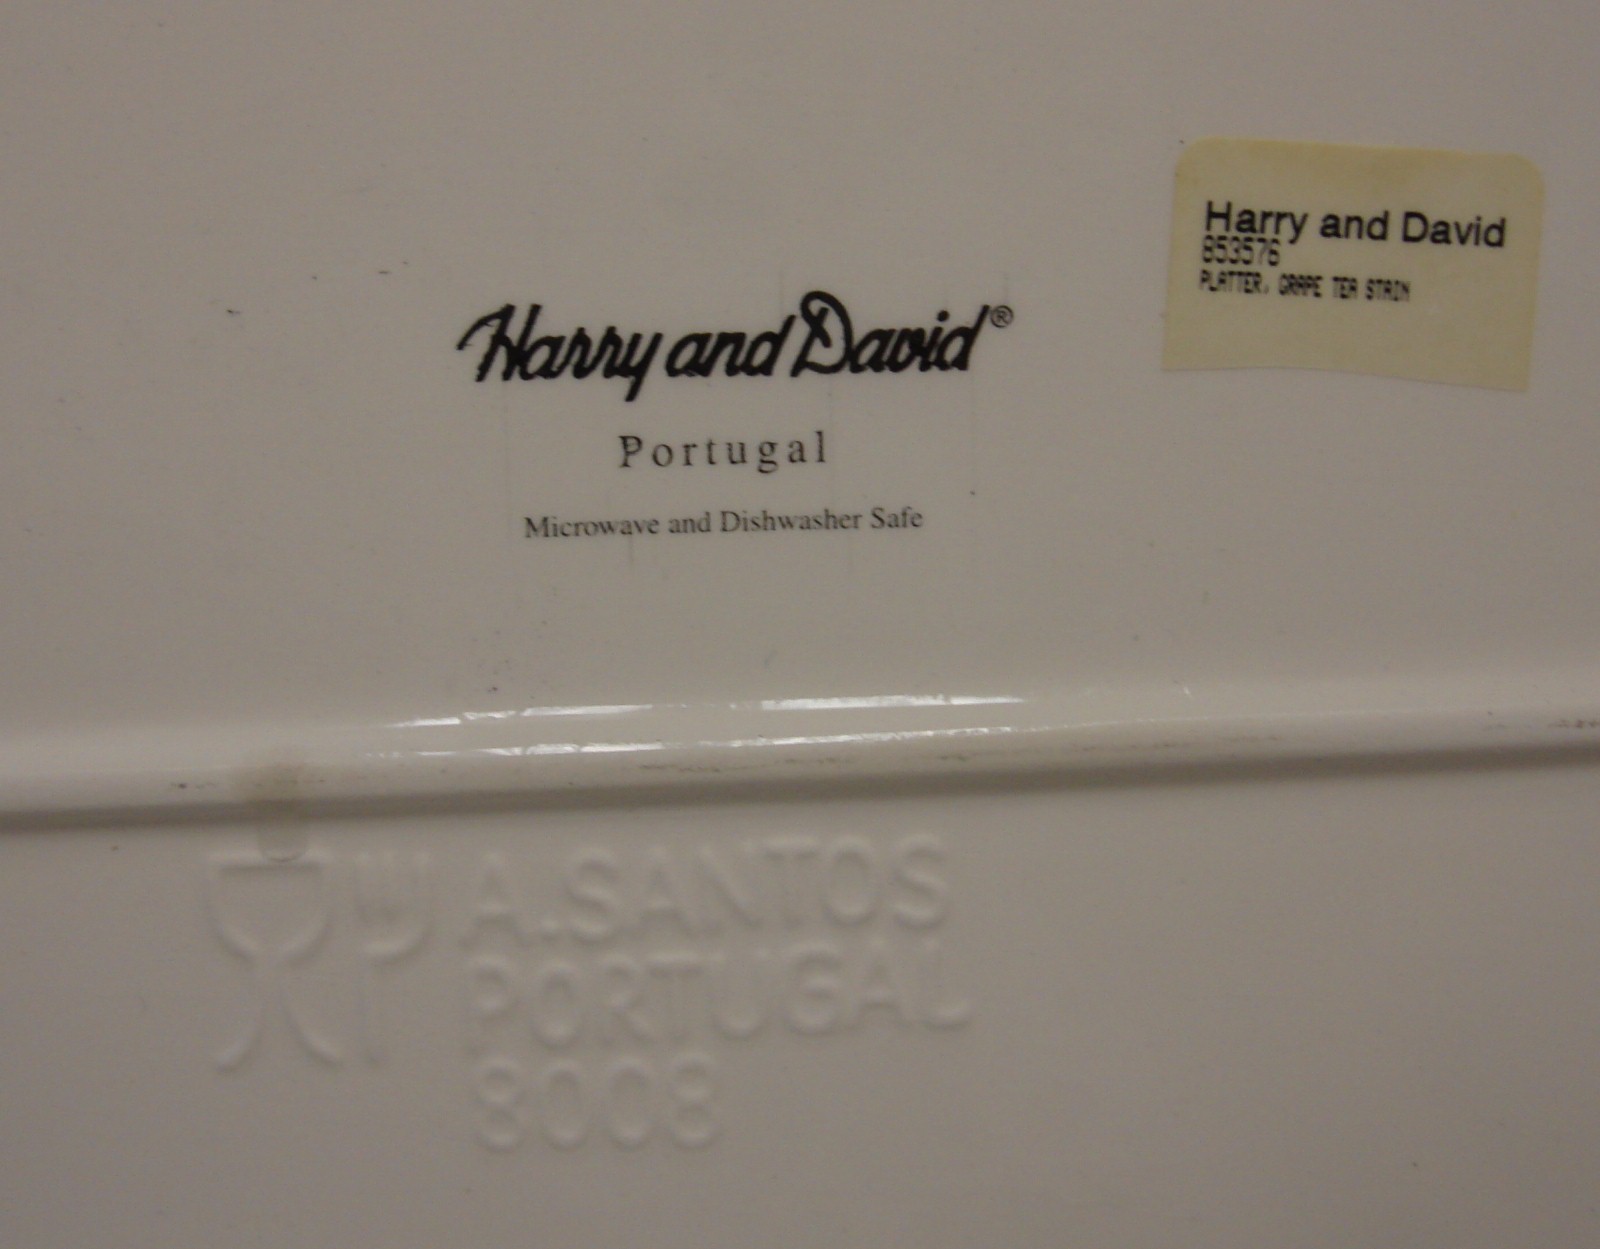 Harry and David®
Portugal
Microwave and Dishwasher Safe
Harry and David
853576
PLATTER, GRAPE TEA STAIN
A.SANTOS
PORTUGAL
8008